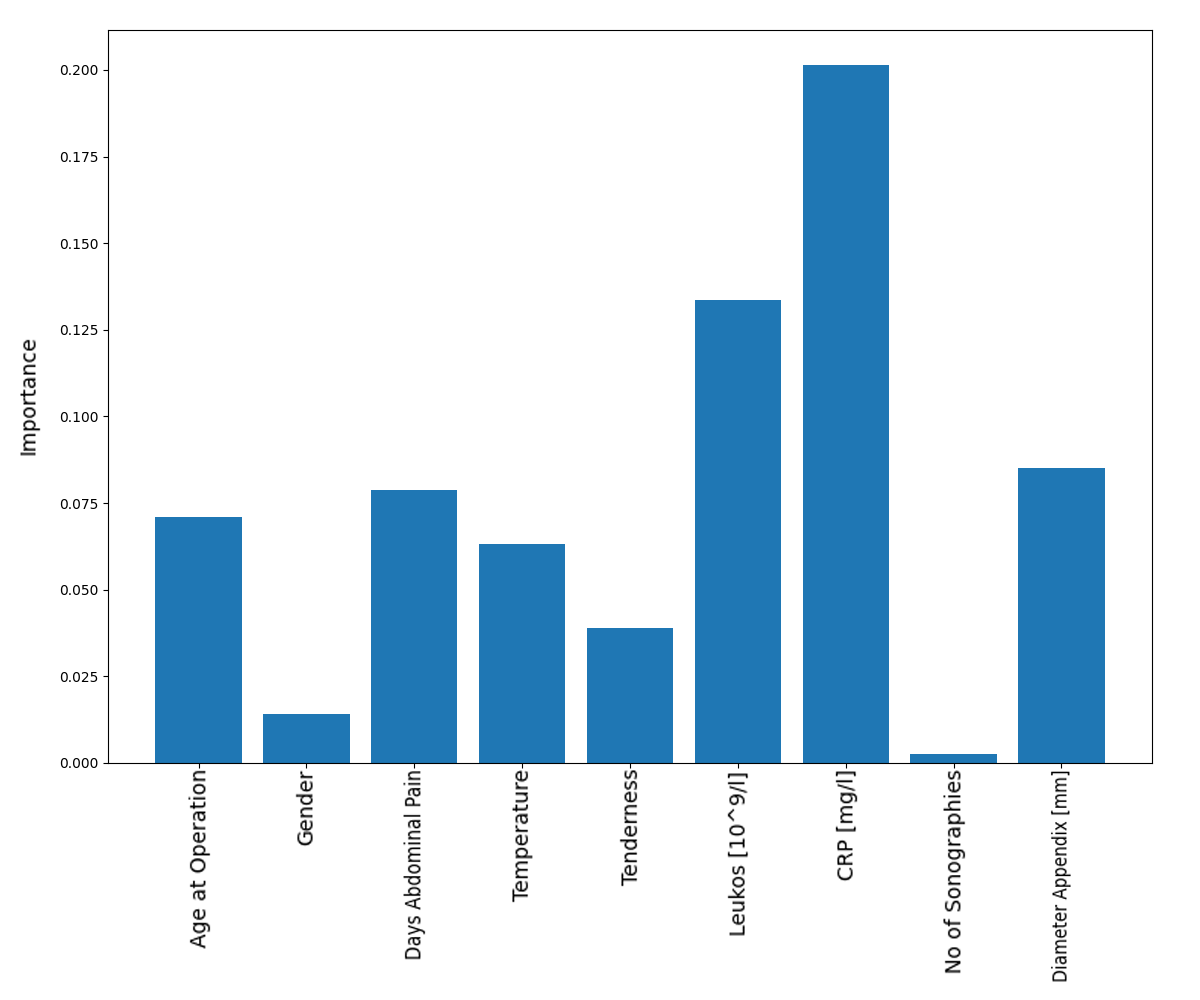 Importance
0.200
0.175
0.150
0.125
0.100
0.075
0.050
0.025
0.000
Age at Operation
Gender
Days Abdominal Pain
Temperature
Tenderness
Leukos [10^9/l]
CRP [mg/l]
No of Sonographies
Diameter Appendix [mm]